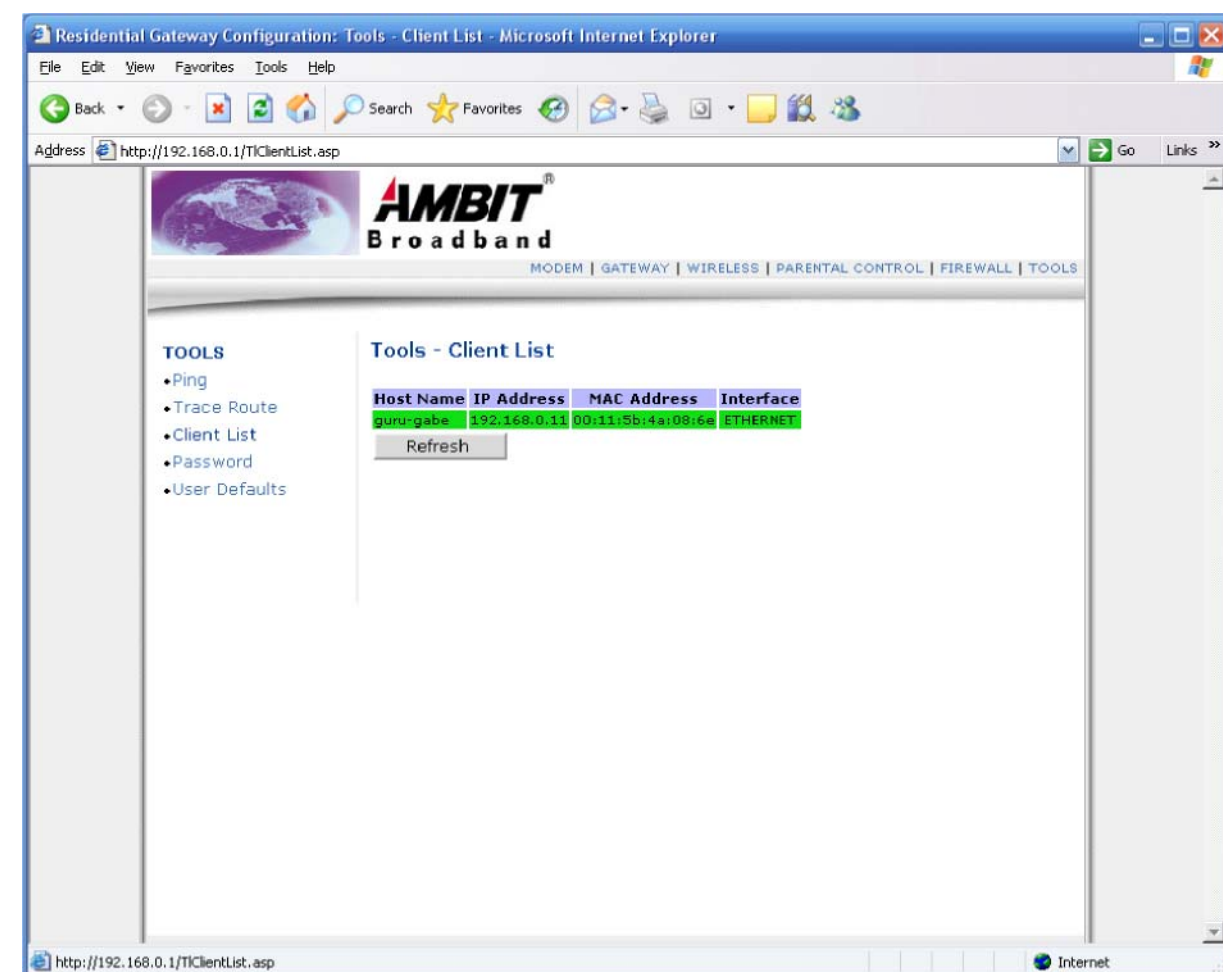 Residential Gateway Configuration: Tools - Client List - Microsoft Internet Explorer
File Edit View Favorites Tools Help
Back Search Favorites
Address http://192.168.0.1/TlClientList.asp Go Links »
AMBIT®
Broadband
MODEM | GATEWAY | WIRELESS | PARENTAL CONTROL | FIREWALL | TOOLS
TOOLS
•Ping
•Trace Route
•Client List
•Password
•User Defaults
Tools - Client List
Host Name IP Address MAC Address Interface
guru-gabe 192.168.0.11 00:11:5b:4a:08:6e ETHERNET
Refresh
http://192.168.0.1/TlClientList.asp Internet